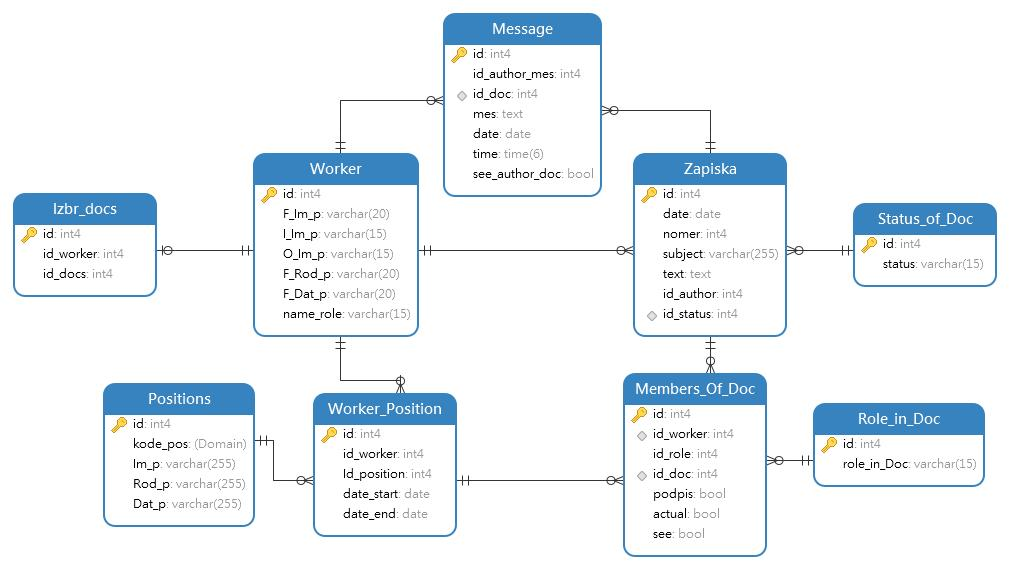 Message
id: int4
id_author_mes: int4
id_doc: int4
mes: text
date: date
time: time(6)
see_author_doc: bool
Worker
id: int4
F_Im_p: varchar(20)
I_Im_p: varchar(15)
O_Im_p: varchar(15)
F_Rod_p: varchar(20)
F_Dat_p: varchar(20)
name_role: varchar(15)
Zapiska
id: int4
date: date
nomer: int4
subject: varchar(255)
text: text
id_author: int4
id_status: int4
Izbr_docs
id: int4
id_worker: int4
id_docs: int4
Status_of_Doc
id: int4
status: varchar(15)
Positions
id: int4
kode_pos: (Domain)
Im_p: varchar(255)
Rod_p: varchar(255)
Dat_p: varchar(255)
Worker_Position
id: int4
id_worker: int4
Id_position: int4
date_start: date
date_end: date
Members_Of_Doc
id: int4
id_worker: int4
id_role: int4
id_doc: int4
podpis: bool
actual: bool
see: bool
Role_in_Doc
id: int4
role_in_Doc: varchar(15)